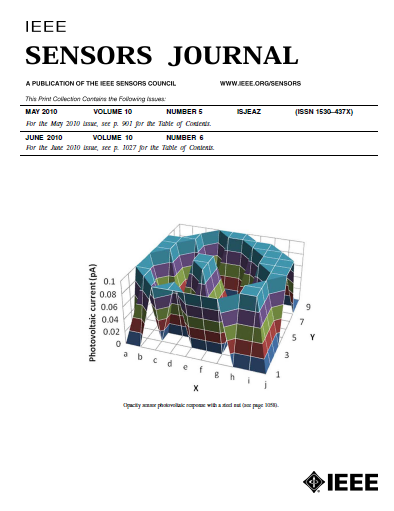 IEEE
SENSORS JOURNAL
A PUBLICATION OF THE IEEE SENSORS COUNCIL WWW.IEEE.ORG/SENSORS
This Print Collection Contains the Following Issues:
MAY 2010 VOLUME 10 NUMBER 5 ISJEAZ (ISSN 1530–437X)
For the May 2010 issue, see p. 901 for the Table of Contents.
JUNE 2010 VOLUME 10 NUMBER 6
For the June 2010 issue, see p. 1027 for the Table of Contents.
Photovoltaic current (pA)
0.1
0.08
0.06
0.04
0.02
0
a b c d e f g h i j
X
1
3
5
7
9
Y
Opacity sensor photovoltaic response with a steel nut (see page 1058).
IEEE